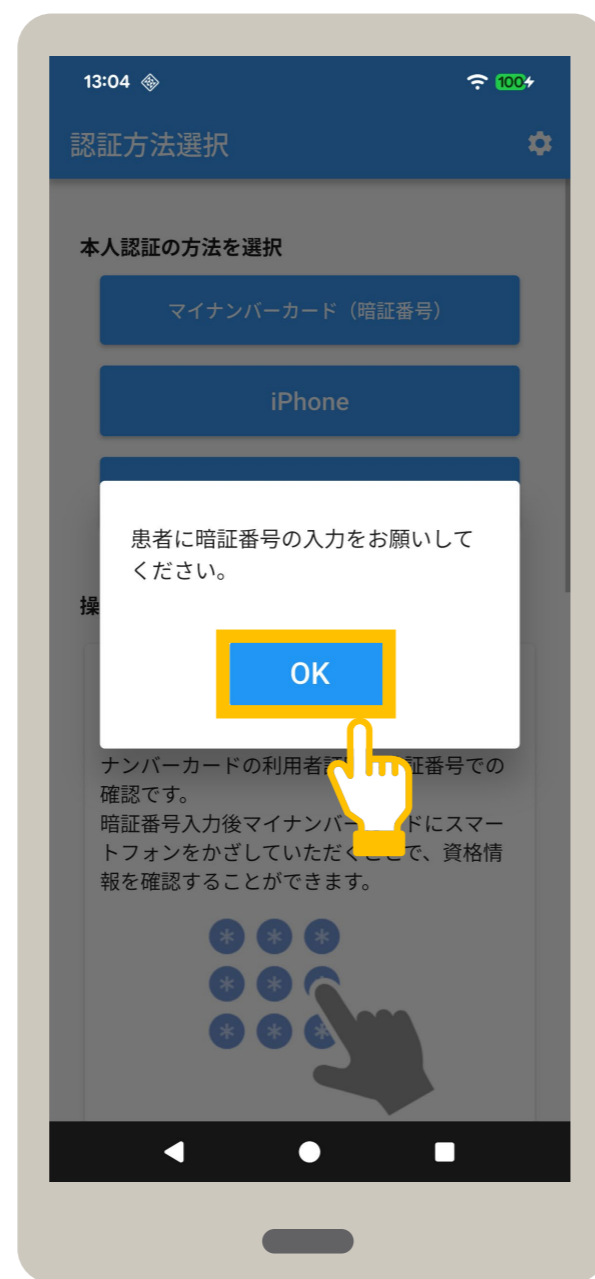 13:04
100
認証方法選択
本人認証の方法を選択
マイナンバーカード（暗証番号）
iPhone
患者に暗証番号の入力をお願いして
ください。
操
OK
ナンバーカードの利用者証番号での
確認です。
暗証番号入力後マイナンバードにスマー
トフォンをかざしていただくことで、資格情
報を確認することができます。